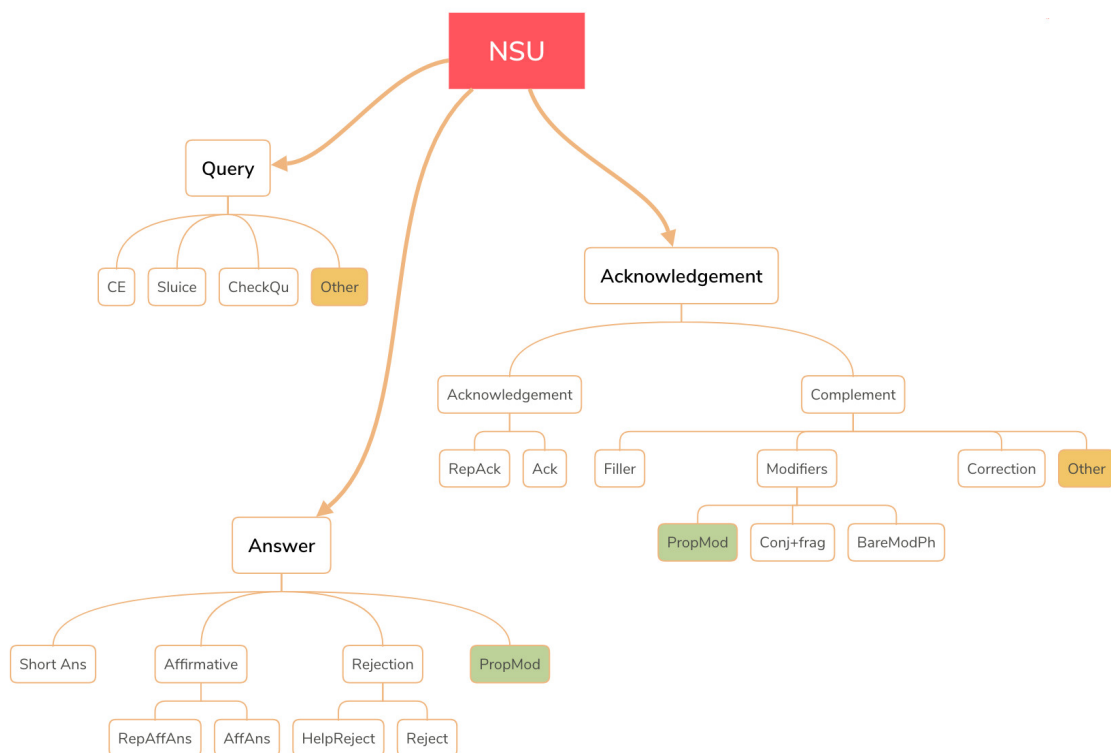 NSU
Query
CE
Sluice
CheckQu
Other
Acknowledgement
Acknowledgement
Complement
RepAck
Ack
Filler
Modifiers
Correction
Other
PropMod
Conj+frag
BareModPh
Answer
Short Ans
Affirmative
Rejection
PropMod
RepAffAns
AffAns
HelpReject
Reject